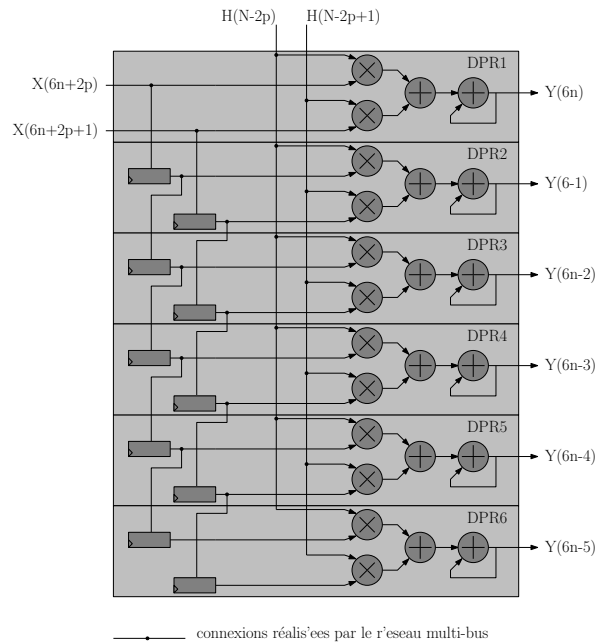 H(N-2p) H(N-2p+1)
DPR1
X(6n+2p)
Y(6n)
X(6n+2p+1)
DPR2
Y(6-1)
DPR3
Y(6n-2)
DPR4
Y(6n-3)
DPR5
Y(6n-4)
DPR6
Y(6n-5)
connexions réalis'ees par le r'eseau multi-bus